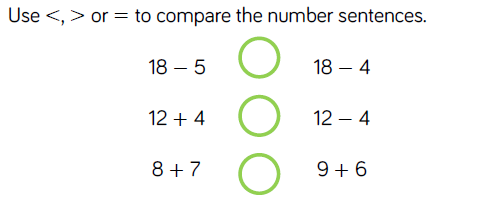 Use <, > or = to compare the number sentences.
18 – 5 18 – 4
12 + 4 12 – 4
8 + 7 9 + 6